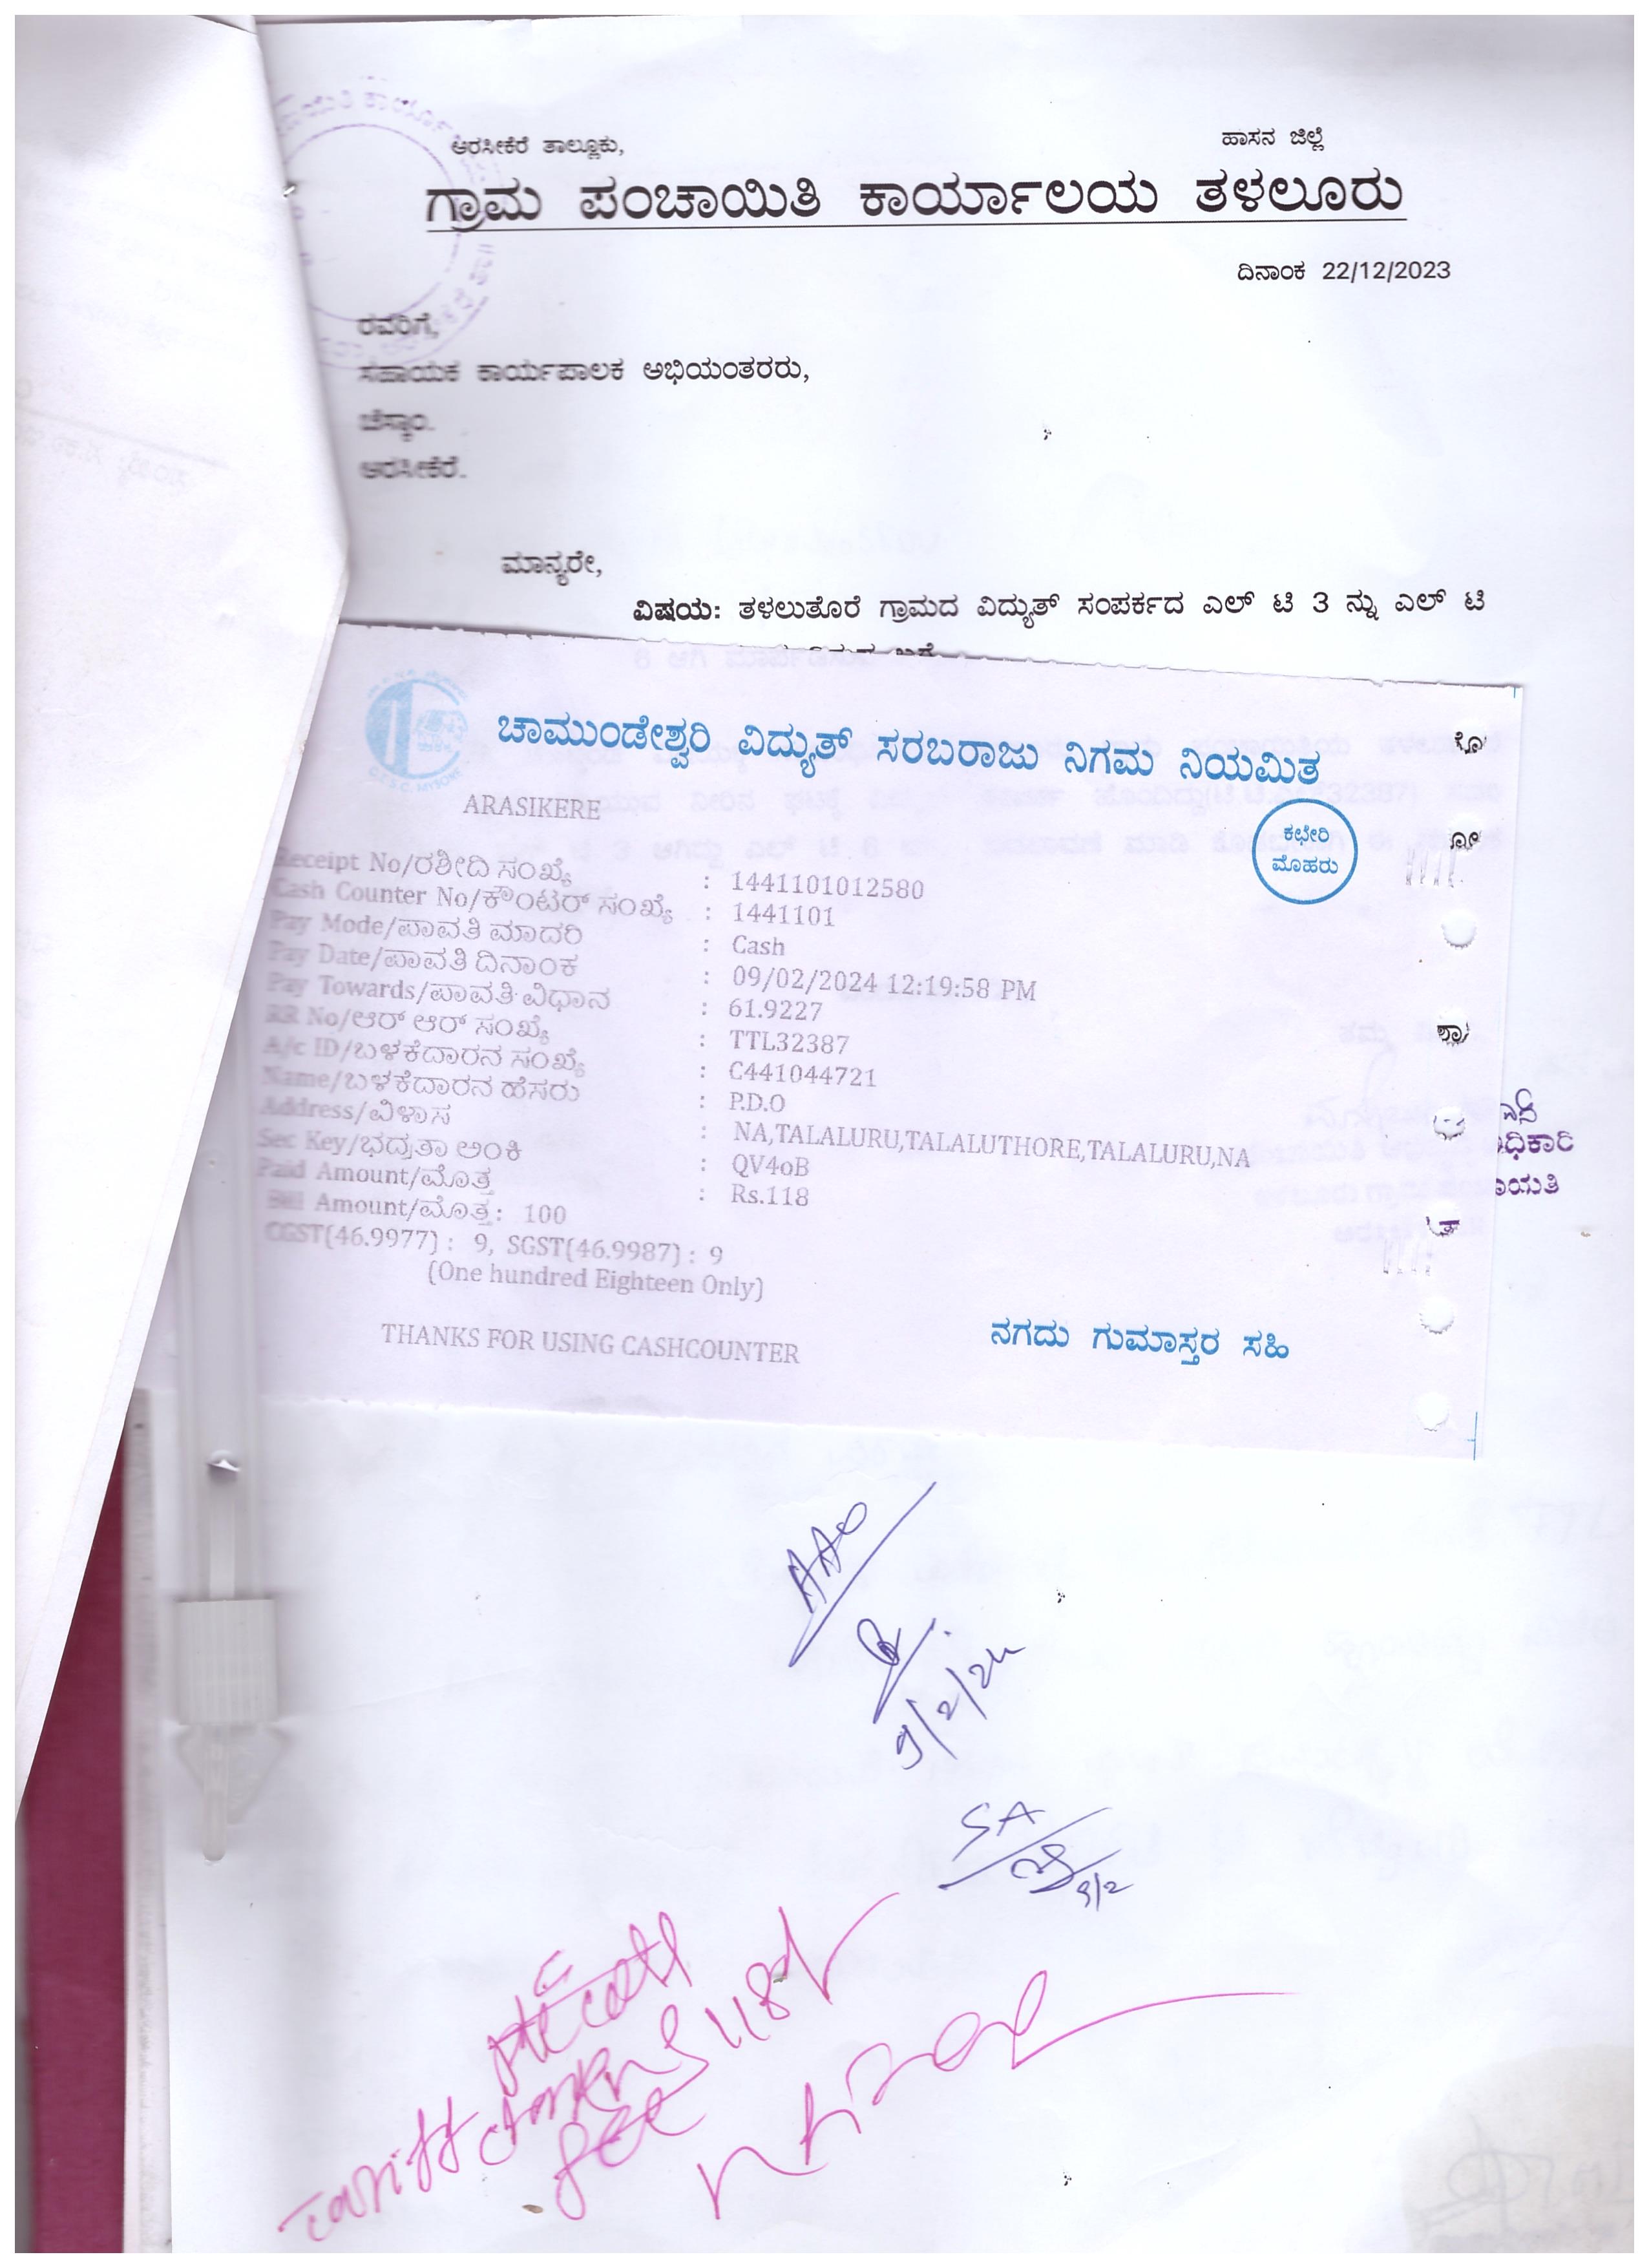 ಅರಸೀಕೆರೆ ತಾಲ್ಲೂಕು, ಹಾಸನ ಜಿಲ್ಲೆ
ಗ್ರಾಮ ಪಂಚಾಯಿತಿ ಕಾರ್ಯಾಲಯ ತಳಲೂರು
ದಿನಾಂಕ 22/12/2023
ರವರಿಗೆ,
ಸಹಾಯಕ ಕಾರ್ಯಪಾಲಕ ಅಭಿಯಂತರರು,
ಚೆಸ್ಕಾಂ.
ಅರಸೀಕೆರೆ.
ಮಾನ್ಯರೇ,
ವಿಷಯ: ತಳಲುತೊರೆ ಗ್ರಾಮದ ವಿದ್ಯುತ್ ಸಂಪರ್ಕದ ಎಲ್ ಟಿ 3 ನ್ನು ಎಲ್ ಟಿ
ಚಾಮುಂಡೇಶ್ವರಿ ವಿದ್ಯುತ್ ಸರಬರಾಜು ನಿಗಮ ನಿಯಮಿತ
ARASIKERE
ಕಛೇರಿ
ಮೊಹರು
Receipt No/ರಶೀದಿ ಸಂಖ್ಯೆ : 1441101012580
Cash Counter No/ಕೌಂಟರ್ ಸಂಖ್ಯೆ : 1441101
Pay Mode/ಪಾವತಿ ಮಾದರಿ : Cash
Pay Date/ಪಾವತಿ ದಿನಾಂಕ : 09/02/2024 12:19:58 PM
Pay Towards/ಪಾವತಿ ವಿಧಾನ : 61.9227
RR No/ಆರ್ ಆರ್ ಸಂಖ್ಯೆ : TTL32387
A/c ID/ಬಳಕೆದಾರನ ಸಂಖ್ಯೆ : C441044721
Name/ಬಳಕೆದಾರನ ಹೆಸರು : P.D.O
Address/ವಿಳಾಸ : NA,TALALURU,TALALUTHORE,TALALURU,NA
Sec Key/ಭದ್ರತಾ ಅಂಕಿ : QV4oB
Paid Amount/ಮೊತ್ತ : Rs.118
Bill Amount/ಮೊತ್ತ: 100
CGST(46.9977) : 9, SGST(46.9987) : 9
(One hundred Eighteen Only)
THANKS FOR USING CASHCOUNTER
ನಗದು ಗುಮಾಸ್ತರ ಸಹಿ
AAO
9/2/24
SA
9/2
118